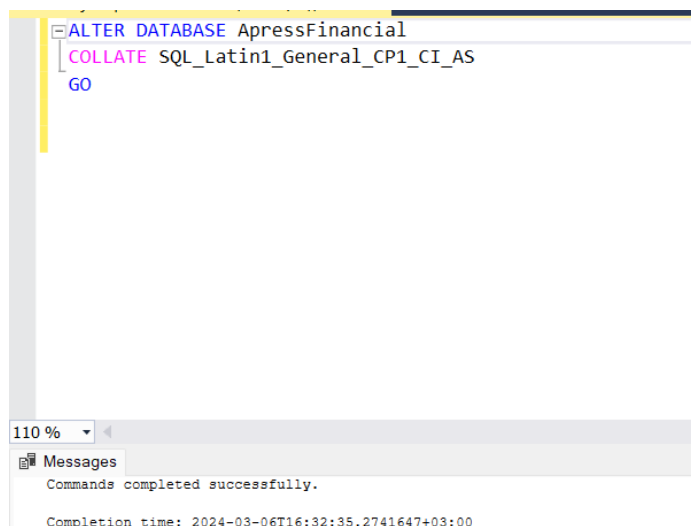 ALTER DATABASE ApressFinancial
COLLATE SQL_Latin1_General_CP1_CI_AS
GO
110 %
Messages
Commands completed successfully.
Completion time: 2024-03-06T16:32:35.2741647+03:00